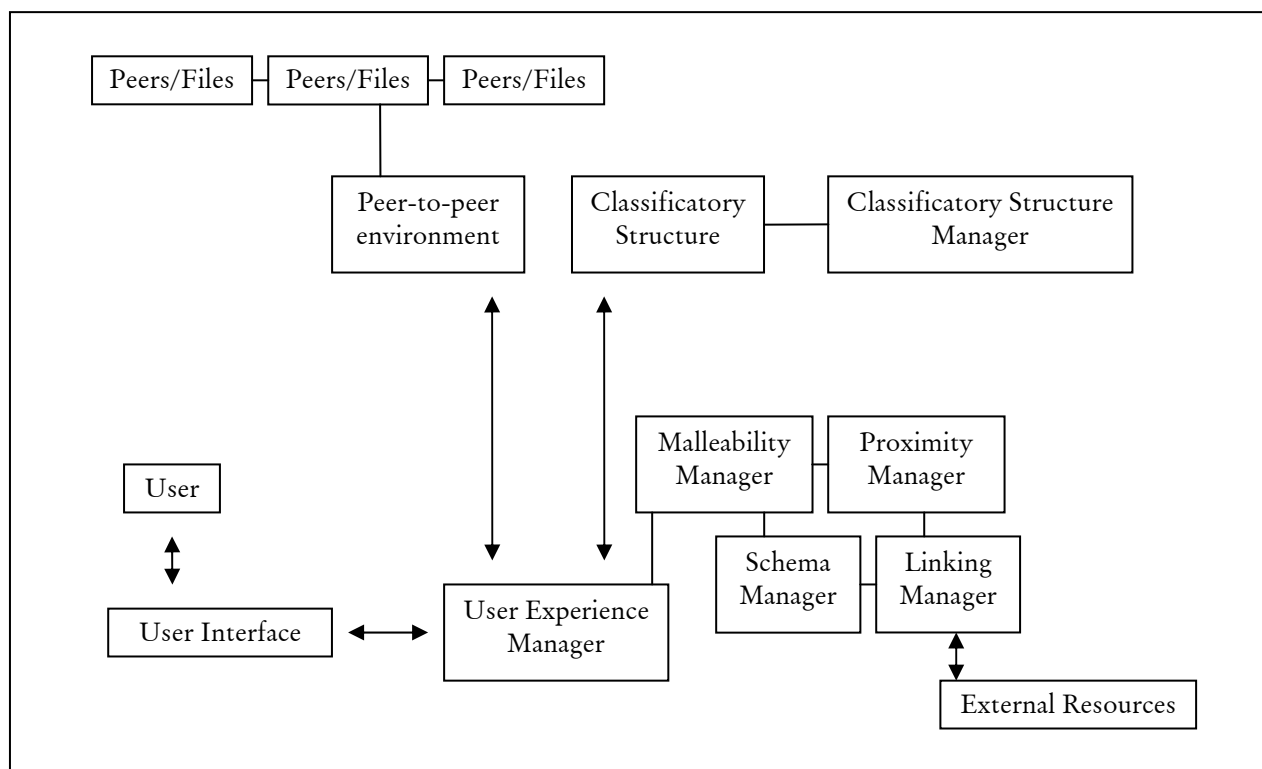 Peers/Files
Peers/Files
Peers/Files
Peer-to-peer
environment
Classificatory
Structure
Classificatory Structure
Manager
Malleability
Manager
Proximity
Manager
User
Schema
Manager
Linking
Manager
User Interface
User Experience
Manager
External Resources